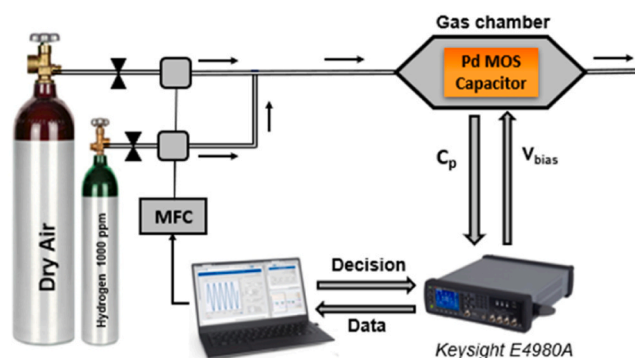 Gas chamber
Pd MOS
Capacitor
Dry Air
Hydrogen 1000 ppm
MFC
Cp
Vbias
Decision
Data
Keysight E4980A